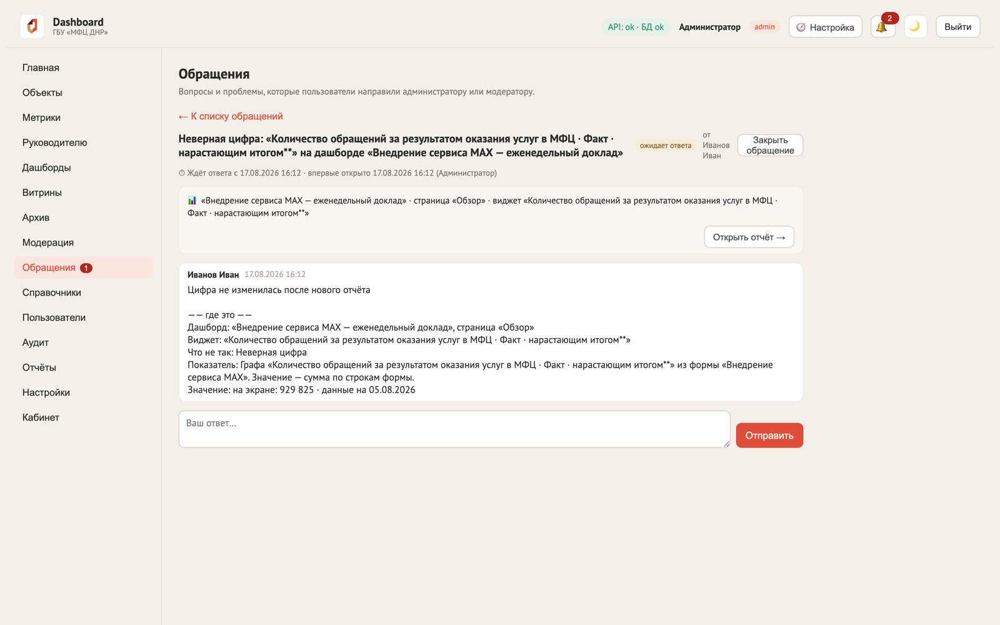 Dashboard
ГБУ «МФЦ ДНР»
API: ok · БД ok
Администратор
admin
Настройка
2
Выйти
Главная
Объекты
Метрики
Руководителю
Дашборды
Витрины
Архив
Модерация
Обращения 1
Справочники
Пользователи
Аудит
Отчёты
Настройки
Кабинет
Обращения
Вопросы и проблемы, которые пользователи направили администратору или модератору.
← К списку обращений
Неверная цифра: «Количество обращений за результатом оказания услуг в МФЦ · Факт ·
нарастающим итогом**» на дашборде «Внедрение сервиса MAX — еженедельный доклад»
ожидает ответа
от
Иванов
Иван
Закрыть
обращение
Ждёт ответа с 17.08.2026 16:12 · впервые открыто 17.08.2026 16:12 (Администратор)
«Внедрение сервиса MAX — еженедельный доклад» · страница «Обзор» · виджет «Количество обращений за результатом оказания услуг в МФЦ ·
Факт · нарастающим итогом**»
Открыть отчёт →
Иванов Иван 17.08.2026 16:12
Цифра не изменилась после нового отчёта
—— где это ——
Дашборд: «Внедрение сервиса MAX — еженедельный доклад», страница «Обзор»
Виджет: «Количество обращений за результатом оказания услуг в МФЦ · Факт · нарастающим итогом**»
Что не так: Неверная цифра
Показатель: Графа «Количество обращений за результатом оказания услуг в МФЦ · Факт · нарастающим итогом**» из формы «Внедрение
сервиса MAX». Значение — сумма по строкам формы.
Значение: на экране: 929 825 · данные на 05.08.2026
Ваш ответ...
Отправить